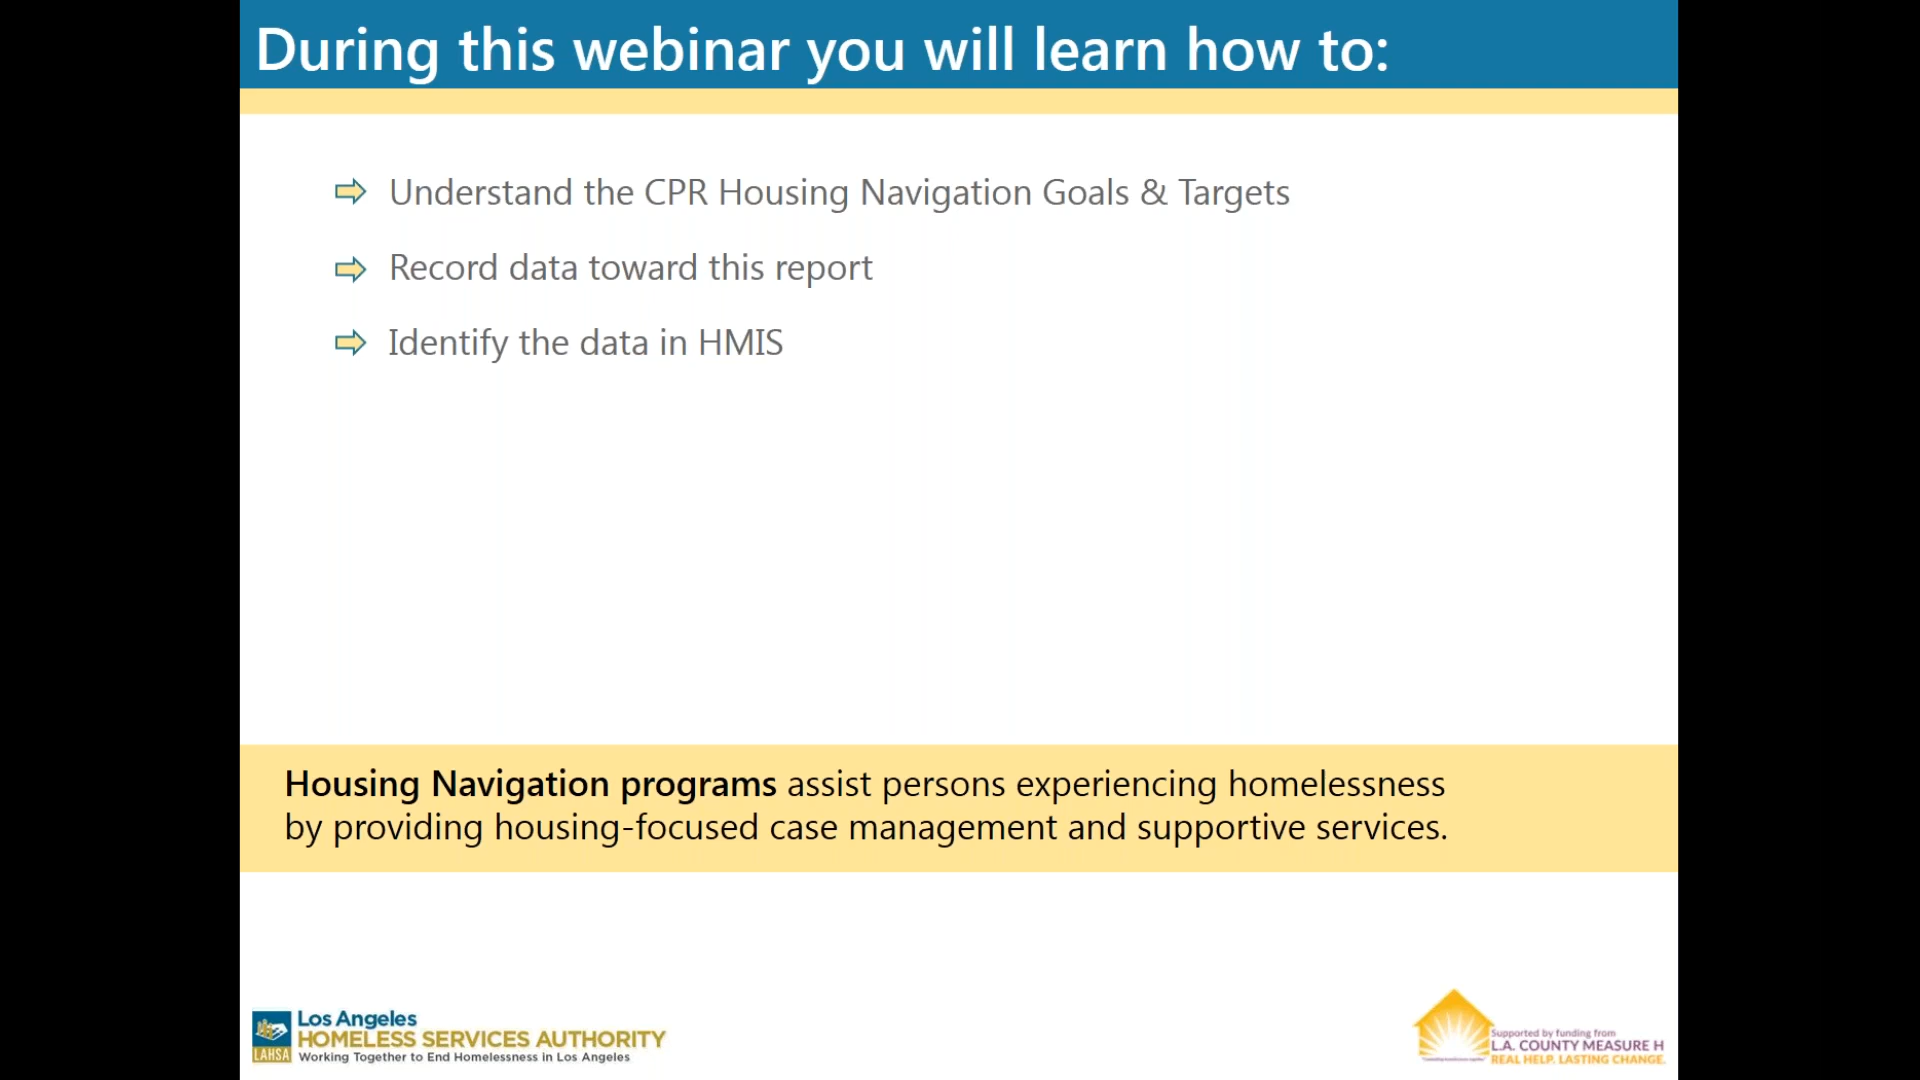 During this webinar you will learn how to:
Understand the CPR Housing Navigation Goals & Targets
Record data toward this report
Identify the data in HMIS
Housing Navigation programs assist persons experiencing homelessness
by providing housing-focused case management and supportive services.
LAHSA
Los Angeles
HOMELESS SERVICES AUTHORITY
Working Together to End Homelessness in Los Angeles
Supported by funding from
L.A. COUNTY MEASURE H
REAL HELP. LASTING CHANGE.